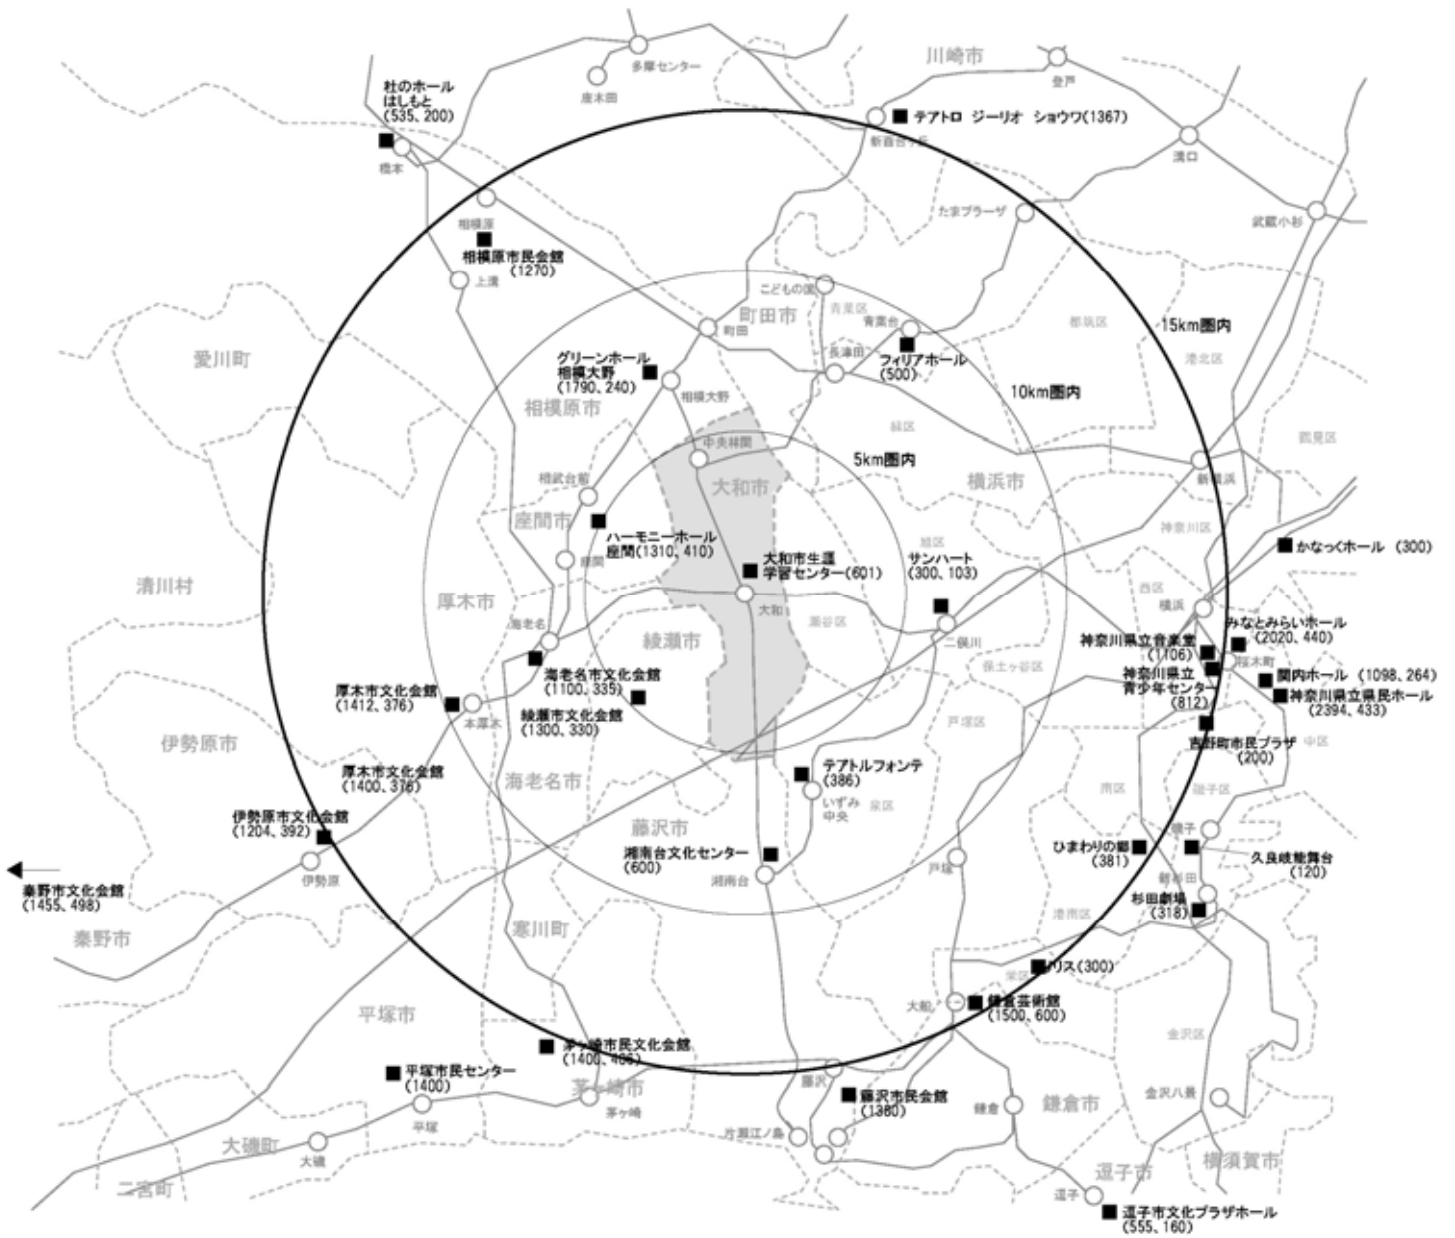 多摩センター
唐木田
川崎市
登戸
杜のホール
はしもと
(535、200)
テアトロ ジーリオ ショウワ(1367)
新百合ケ丘
溝口
橋本
相模原
たまプラーザ
武蔵小杉
相模原市民会館
(1270)
上溝
こどもの国
青葉区
町田市
町田
青葉台
都筑区
15km圏内
港北区
愛川町
グリーンホール
相模大野
(1790、240)
長津田
フィリアホール
(500)
相模大野
10km圏内
相模原市
緑区
鶴見区
中央林間
5km圏内
相武台前
大和市
横浜市
新横浜
座間市
ハーモニーホール
座間(1310、410)
神奈川区
旭区
サンハート
(300、103)
かなっくホール (300)
座間
大和市生涯
学習センター(601)
清川村
厚木市
大和
西区
横浜
海老名
綾瀬市
瀬谷区
二俣川
みなとみらいホール
(2020、440)
神奈川県立音楽堂
(1106)
保土ヶ谷区
桜木町
海老名市文化会館
(1100、335)
神奈川県立
青少年センター
(812)
関内ホール (1098、264)
厚木市文化会館
(1412、376)
神奈川県立県民ホール
(2394、433)
本厚木
綾瀬市文化会館
(1300、330)
戸塚区
伊勢原市
吉野町市民プラザ
(200)
中区
厚木市文化会館
(1400、376)
海老名市
テアトルフォンテ
(386)
南区
磯子区
いずみ
中央
泉区
伊勢原市文化会館
(1204、392)
藤沢市
磯子
湘南台文化センター
(600)
ひまわりの郷
(381)
久良岐能舞台
(120)
伊勢原
湘南台
戸塚
新杉田
秦野市文化会館
(1455、498)
杉田劇場
(318)
港南区
秦野市
寒川町
栄区
リリス(300)
平塚市
大船
鎌倉芸術館
(1500、600)
金沢区
茅ヶ崎市民文化会館
(1400、406)
平塚市民センター
(1400)
藤沢
茅ヶ崎市
藤沢市民会館
(1380)
金沢八景
平塚
茅ヶ崎
鎌倉
鎌倉市
片瀬江ノ島
大磯町
大磯
逗子市
横須賀市
二宮町
逗子
逗子市文化プラザホール
(555、160)